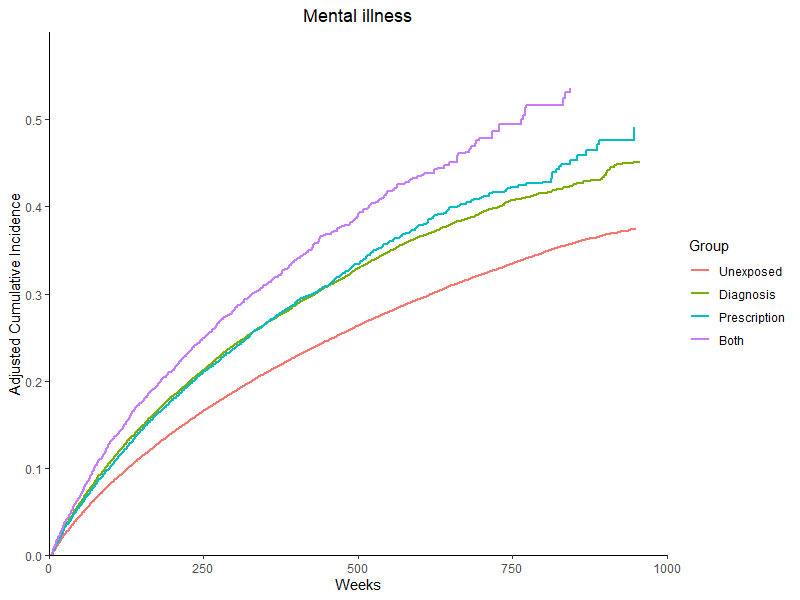 Mental illness
Adjusted Cumulative Incidence
0.5
0.4
0.3
0.2
0.1
0.0
0
250
500
750
1000
Weeks
Group
Unexposed
Diagnosis
Prescription
Both